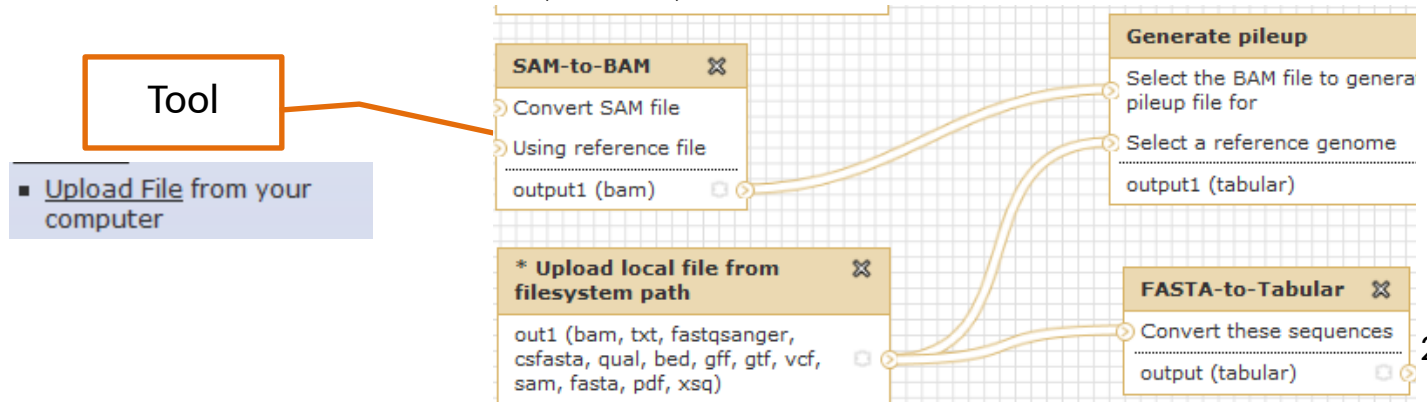 Tool
Upload File from your
computer
SAM-to-BAM
Convert SAM file
Using reference file
output1 (bam)
* Upload local file from
filesystem path
out1 (bam, txt, fastqsanger,
csfasta, qual, bed, gff, gtf, vcf,
sam, fasta, pdf, xsq)
Generate pileup
Select the BAM file to genera
pileup file for
Select a reference genome
output1 (tabular)
FASTA-to-Tabular
Convert these sequences
output (tabular)